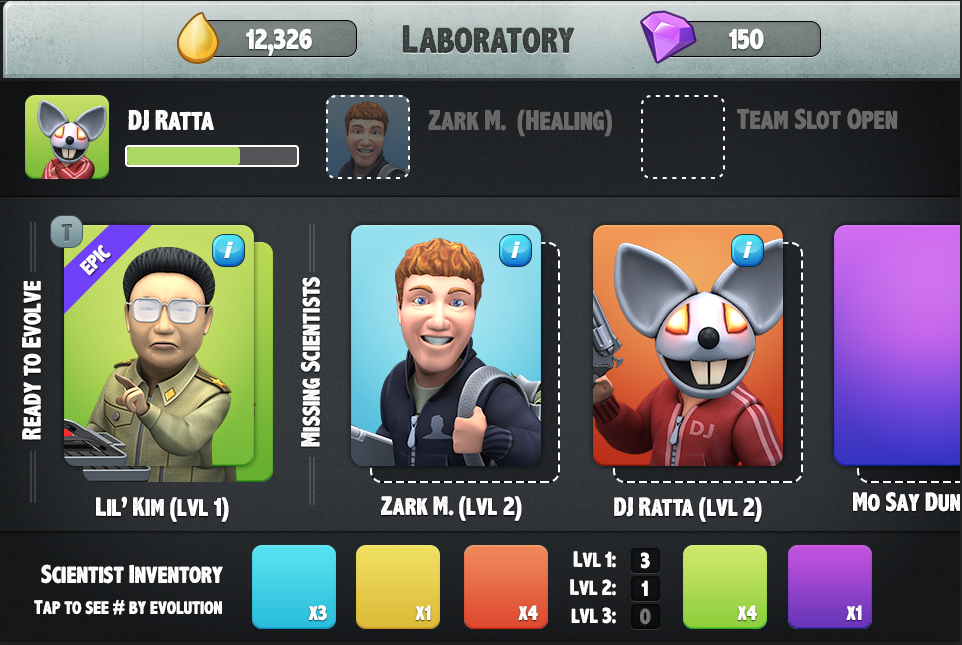 12,326
LABORATORY
150
DJ RATTA
ZARK M. (HEALING)
TEAM SLOT OPEN
READY TO EVOLVE
T
EPIC
i
LIL' KIM (LVL 1)
MISSING SCIENTISTS
i
ZARK M. (LVL 2)
i
DJ
DJ RATTA (LVL 2)
MO SAY DUN
SCIENTIST INVENTORY
TAP TO SEE # BY EVOLUTION
X3
X1
X4
LVL 1: 3
LVL 2: 1
LVL 3: 0
X4
X1